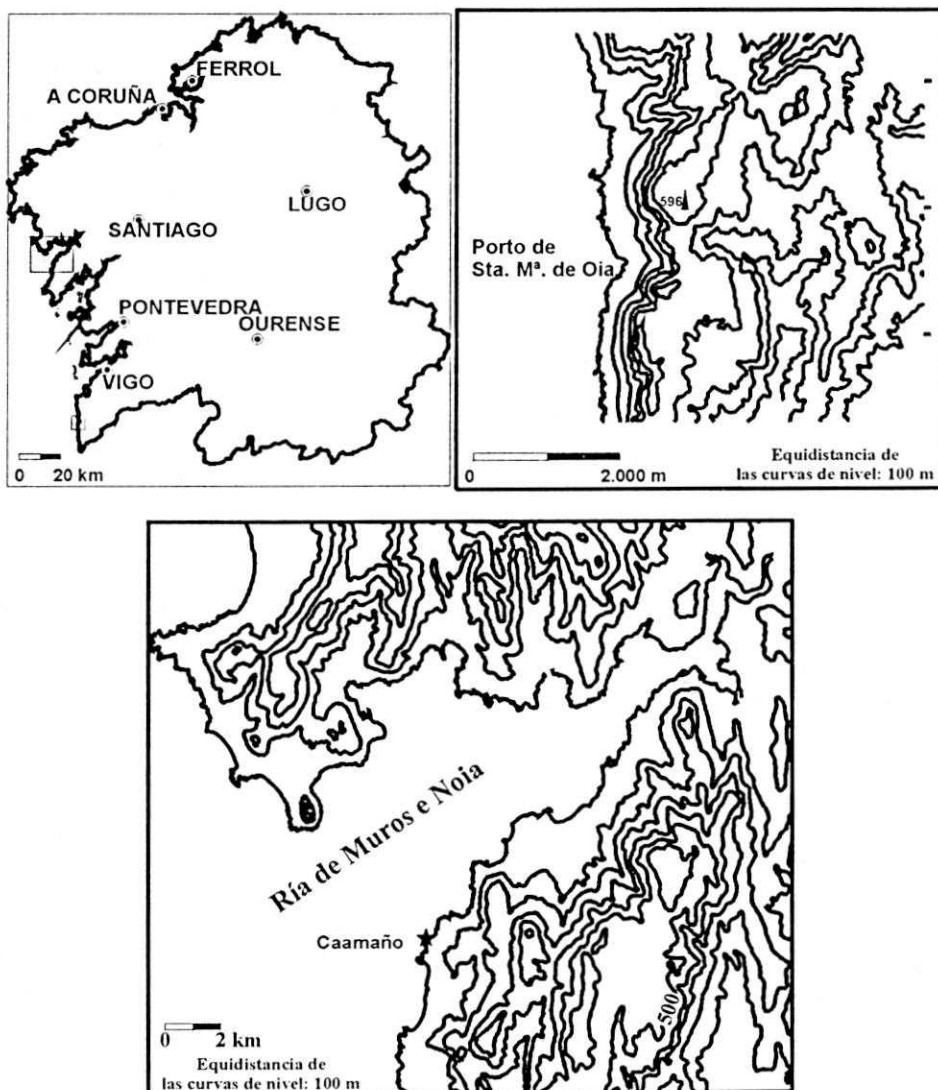 FERROL
A CORUÑA
LUGO
SANTIAGO
PONTEVEDRA
OURENSE
VIGO
0 20 km
596
Porto de
Sta. Mª. de Oia
0 2.000 m
Equidistancia de
las curvas de nivel: 100 m
Ría de Muros e Noia
Caamaño
500
0 2 km
Equidistancia de
las curvas de nivel: 100 m